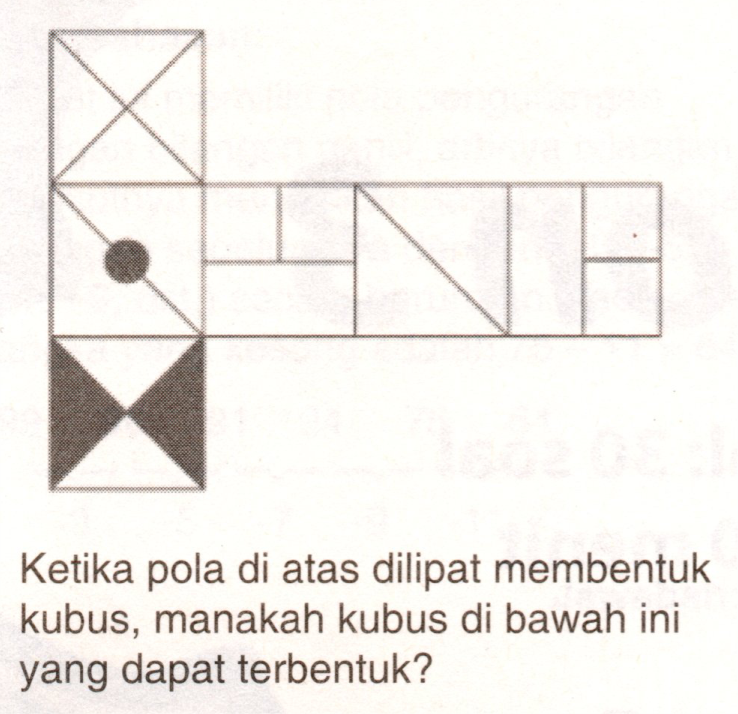 Ketika pola di atas dilipat membentuk
kubus, manakah kubus di bawah ini
yang dapat terbentuk?